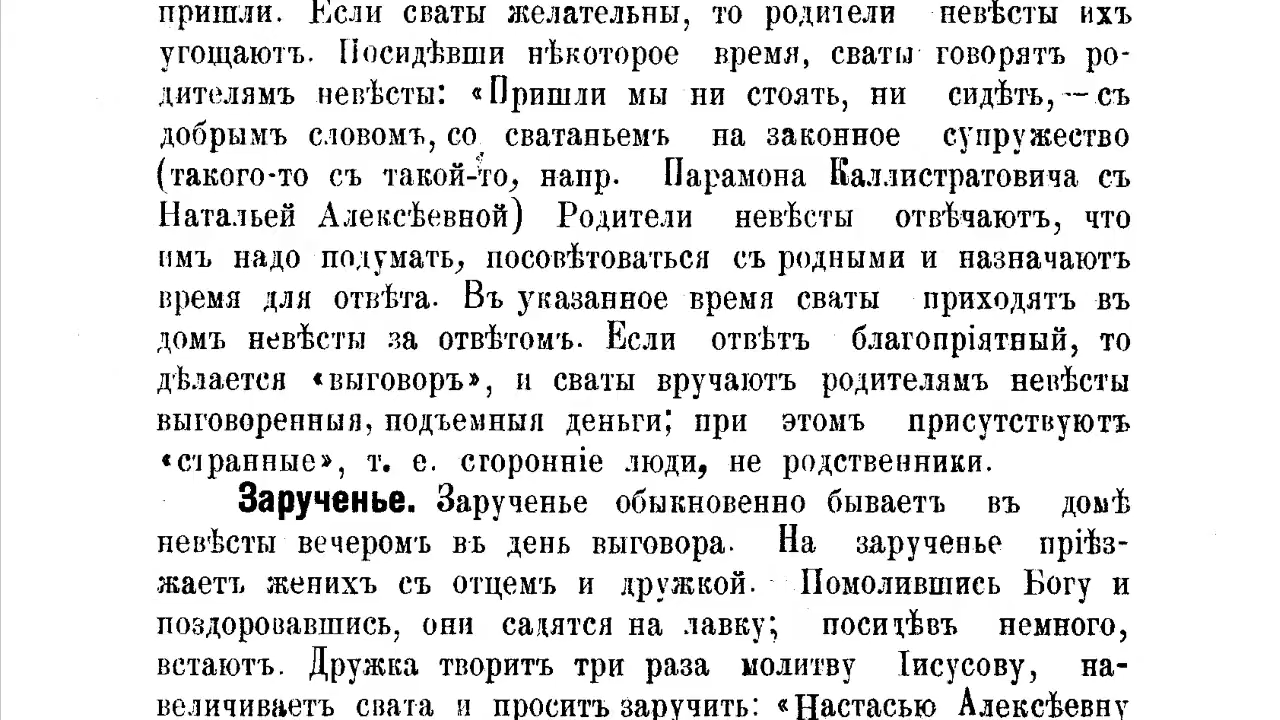 пришли. Если сваты желательны, то родители невѣсты ихъ
угощаютъ. Посидѣвши нѣкоторое время, сваты говорятъ ро-
дителямъ невѣсты: «Пришли мы ни стоять, ни сидѣть, — съ
добрымъ словомъ, со сватаньемъ на законное супружество
(такого-то съ такой-то, напр. Парамона Каллистратовича съ
Натальей Алексѣевной) Родители невѣсты отвѣчаютъ, что
имъ надо подумать, посовѣтоваться съ родными и назначаютъ
время для отвѣта. Въ указанное время сваты приходятъ въ
домъ невѣсты за отвѣтомъ. Если отвѣтъ благопріятный, то
дѣлается «выговоръ», и сваты вручаютъ родителямъ невѣсты
выговоренныя, подъемныя деньги; при этомъ присутствуютъ
«странные», т. е. сторонніе люди, не родственники.
Зарученье. Зарученье обыкновенно бываетъ въ домѣ
невѣсты вечеромъ въ день выговора. На зарученье пріѣз-
жаетъ женихъ съ отцемъ и дружкой. Помолившись Богу и
поздоровавшись, они садятся на лавку; посидѣвъ немного,
встаютъ. Дружка творитъ три раза молитву Іисусову, на-
величиваетъ свата и проситъ заручить: «Настасью Алексѣевну